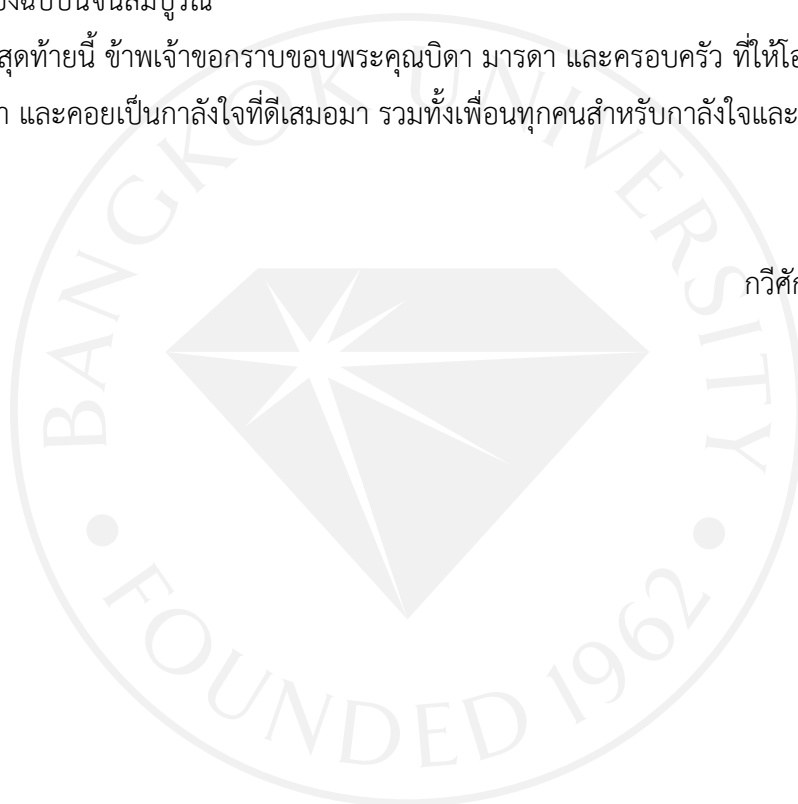 สุดท้ายนี้ ข้าพเจ้าขอกราบขอบพระคุณบิดา มารดา และครอบครัว ที่ให้
และคอยเป็นกาลังใจที่ดีเสมอมา รวมทั้งเพื่อนทุกคนสำหรับกาลังใจและ
BANGKOK UNIVERSITY
FOUNDED 1962